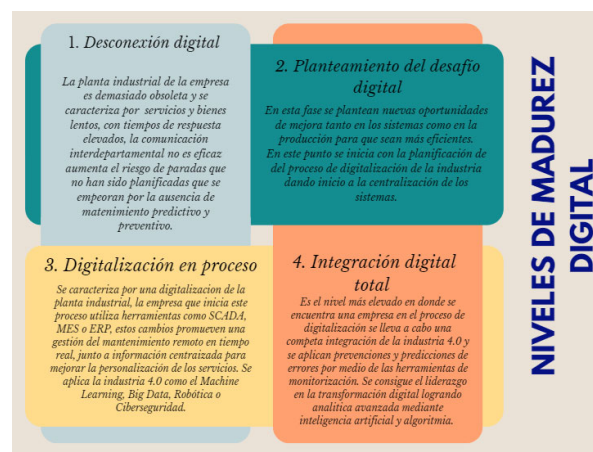 1. Desconexión digital
La planta industrial de la empresa
es demasiado obsoleta y se
caracteriza por servicios y bienes
lentos, con tiempos de respuesta
elevados, la comunicación
interdepartamental no es eficaz
aumenta el riesgo de paradas que
no han sido planificadas que se
empeoran por la ausencia de
matenimiento predictivo y
preventivo.
2. Planteamiento del desafío
digital
En esta fase se plantean nuevas oportunidades
de mejora tanto en los sistemas como en la
producción para que sean más eficientes.
En este punto se inicia con la planificación de
del proceso de digitalización de la industria
dando inicio a la centralización de los
sistemas.
3. Digitalización en proceso
Se caracteriza por una digitalizacion de la
planta industrial, la empresa que inicia este
proceso utiliza herramientas como SCADA,
MES o ERP, estos cambios promueven una
gestión del mantenimiento remoto en tiempo
real, junto a información centraizada para
mejorar la personalización de los servicios. Se
aplica la industria 4.0 como el Machine
Learning, Big Data, Robótica o
Ciberseguridad.
4. Integración digital
total
Es el nivel más elevado en donde se
encuentra una empresa en el proceso de
digitalización se lleva a cabo una
competa integración de la industria 4.0 y
se aplican prevenciones y predicciones de
errores por medio de las herramientas de
monitorización. Se consigue el liderazgo
en la transformación digital logrando
analítica avanzada mediante
inteligencia artificial y algoritmia.
NIVELES DE MADUREZ
DIGITAL